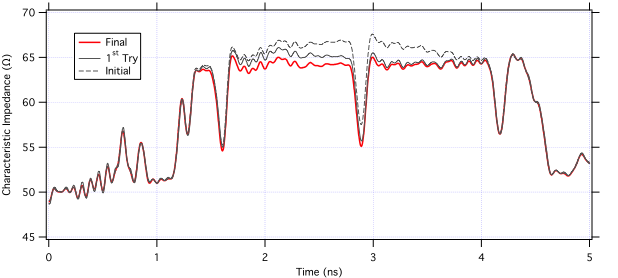 70
65
60
55
50
45
Characteristic Impedance (Ω)
Final
1st Try
Initial
0
1
2
3
4
5
Time (ns)